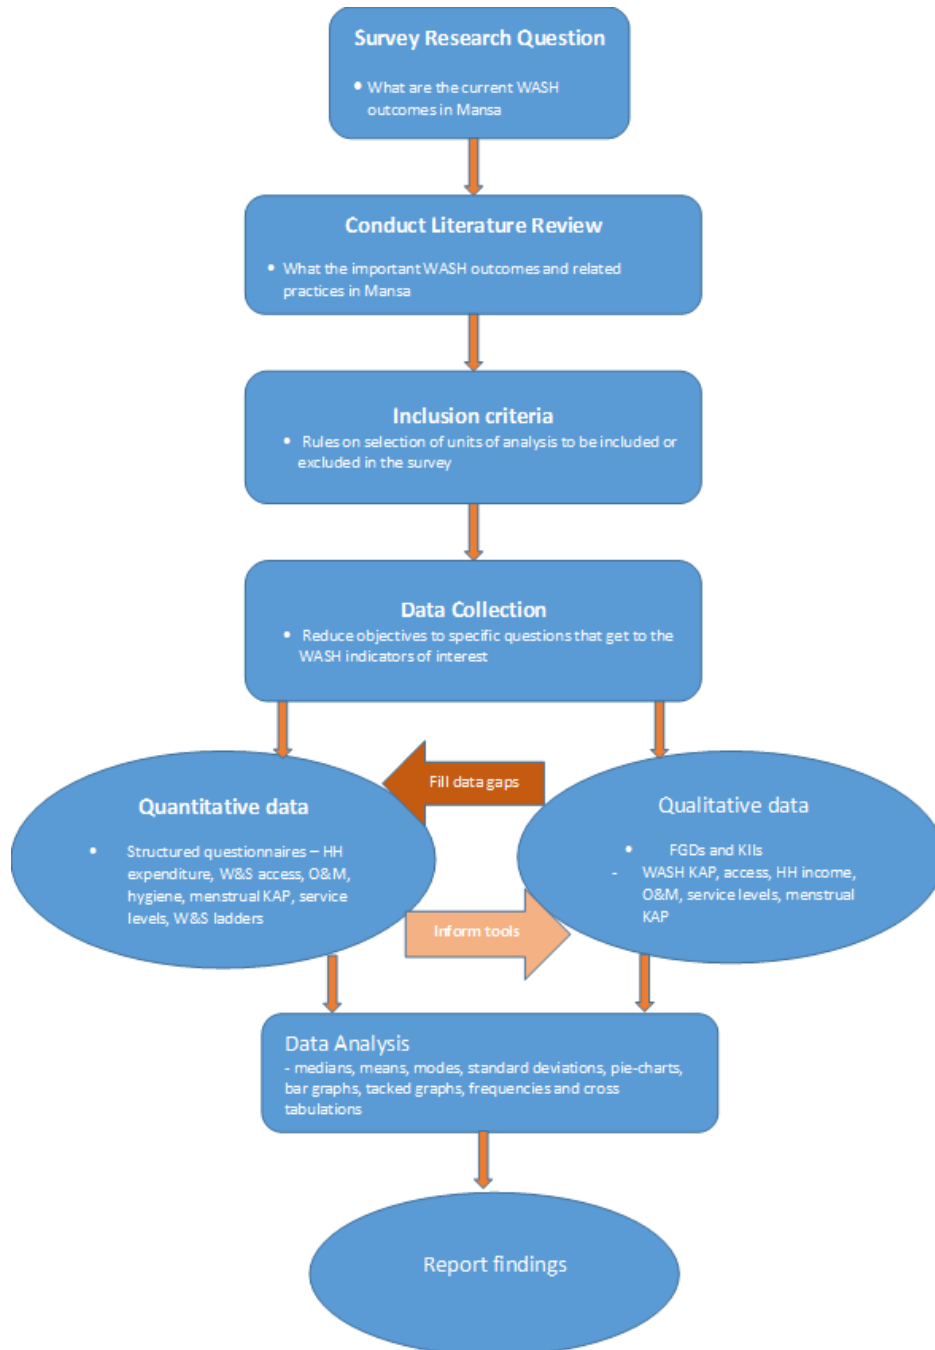 Survey Research Question
• What are the current WASH
outcomes in Mansa
Conduct Literature Review
• What the important WASH outcomes and related
practices in Mansa
Inclusion criteria
• Rules on selection of units of analysis to be included or
excluded in the survey
Data Collection
• Reduce objectives to specific questions that get to the
WASH indicators of interest
Quantitative data
• Structured questionnaires – HH
expenditure, W&S access, O&M,
hygiene, menstrual KAP, service
levels, W&S ladders
Fill data gaps
Inform tools
Qualitative data
• FGDs and KIIs
- WASH KAP, access, HH income,
O&M, service levels, menstrual
KAP
Data Analysis
- medians, means, modes, standard deviations, pie-charts,
bar graphs, tacked graphs, frequencies and cross
tabulations
Report findings